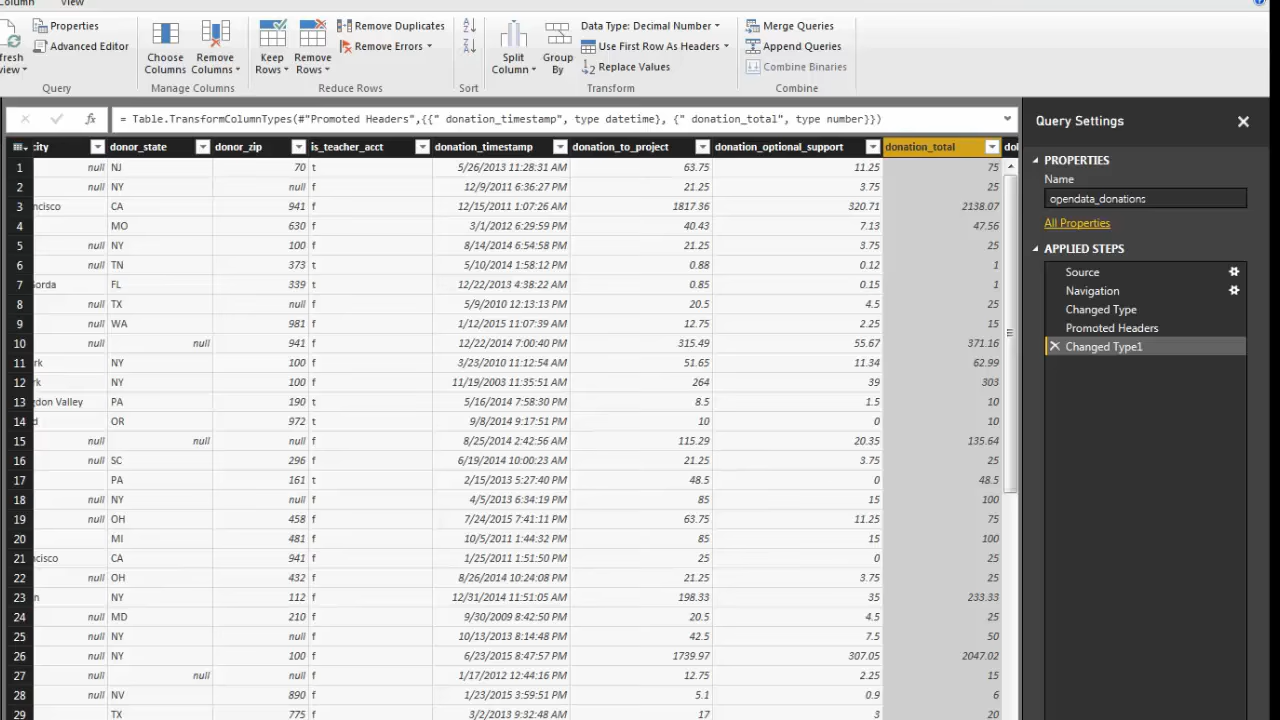 Column View
Properties
Advanced Editor
Query
Choose Columns
Remove Columns
Manage Columns
Keep Rows
Remove Rows
Remove Duplicates
Remove Errors
Reduce Rows
Sort
Split Column
Group By
Data Type: Decimal Number
Use First Row As Headers
Replace Values
Transform
Merge Queries
Append Queries
Combine Binaries
Combine
fx = Table.TransformColumnTypes(#"Promoted Headers",{{" donation_timestamp", type datetime}, {" donation_total", type number}})
city donor_state donor_zip is_teacher_acct donation_timestamp donation_to_project donation_optional_support donation_total dol
1 null NJ 70 t 5/26/2013 11:28:31 AM 63.75 11.25 75
2 null NY null f 12/9/2011 6:36:27 PM 21.25 3.75 25
3 ncisco CA 941 f 12/15/2011 1:07:26 AM 1817.36 320.71 2138.07
4 MO 630 f 3/1/2012 6:29:59 PM 40.43 7.13 47.56
5 null NY 100 f 8/14/2014 6:54:58 PM 21.25 3.75 25
6 null TN 373 t 5/10/2014 1:58:12 PM 0.88 0.12 1
7 Gorda FL 339 t 12/22/2013 4:38:22 AM 0.85 0.15 1
8 null TX null f 5/9/2010 12:13:13 PM 20.5 4.5 25
9 null WA 981 f 1/12/2015 11:07:39 AM 12.75 2.25 15
10 null null 941 f 12/22/2014 7:00:40 PM 315.49 55.67 371.16
11 rk NY 100 f 3/23/2010 11:12:54 AM 51.65 11.34 62.99
12 rk NY 100 f 11/19/2003 11:35:51 AM 264 39 303
13 gdon Valley PA 190 t 5/16/2014 7:58:30 PM 8.5 1.5 10
14 d OR 972 t 9/8/2014 9:17:51 PM 10 0 10
15 null null null f 8/25/2014 2:42:56 AM 115.29 20.35 135.64
16 null SC 296 f 6/19/2014 10:00:23 AM 21.25 3.75 25
17 PA 161 t 2/15/2013 5:27:40 PM 48.5 0 48.5
18 null NY null f 4/5/2013 6:34:19 PM 85 15 100
19 null OH 458 f 7/24/2015 7:41:11 PM 63.75 11.25 75
20 MI 481 f 10/5/2011 1:44:32 PM 85 15 100
21 ncisco CA 941 f 1/25/2011 1:51:50 PM 25 0 25
22 null OH 432 f 8/26/2014 10:24:08 PM 21.25 3.75 25
23 n NY 112 f 12/31/2014 11:51:05 AM 198.33 35 233.33
24 null MD 210 f 9/30/2009 8:42:50 PM 20.5 4.5 25
25 null NY null f 10/13/2013 8:14:48 PM 42.5 7.5 50
26 null NY 100 f 6/23/2015 8:47:57 PM 1739.97 307.05 2047.02
27 null null null f 1/17/2012 12:44:16 PM 12.75 2.25 15
28 null NV 890 f 1/23/2015 3:59:51 PM 5.1 0.9 6
29 TX 775 f 3/2/2013 9:32:48 AM 17 3 20
Query Settings
PROPERTIES
Name
opendata_donations
All Properties
APPLIED STEPS
Source
Navigation
Changed Type
Promoted Headers
Changed Type1